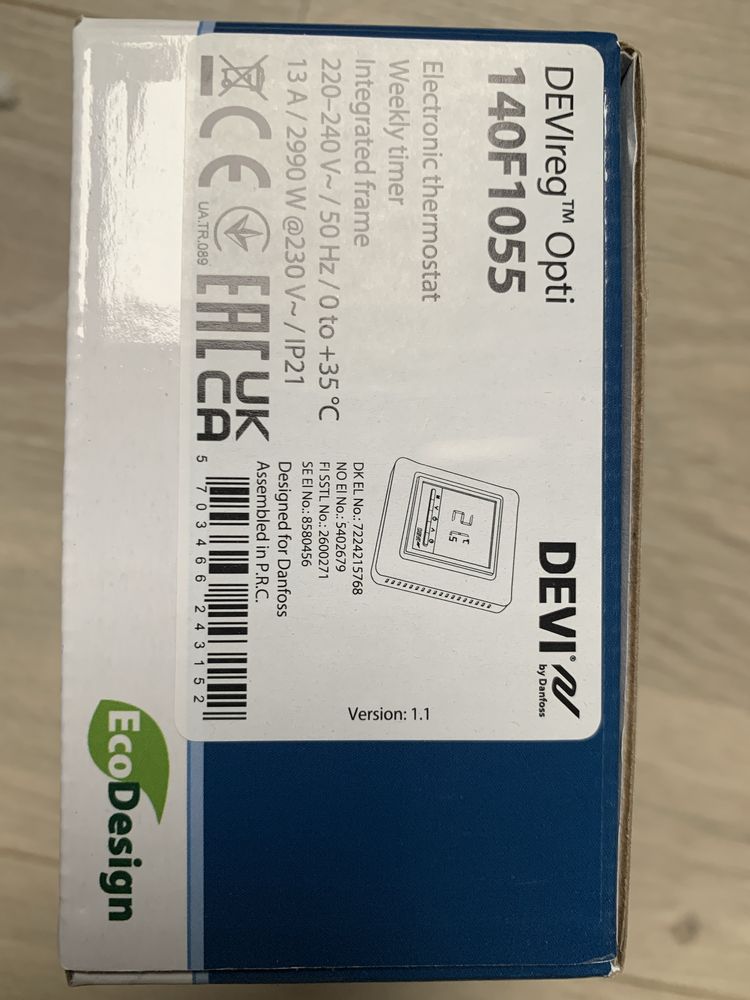 DEVIreg™ Opti
140F1055
DEVI®
by Danfoss
Electronic thermostat
Weekly timer
Integrated frame
220–240 V~ / 50 Hz / 0 to +35 °C
13 A / 2990 W @230 V~ / IP21
CE
UA.TR.089
EAC
UK
CA
21.5
°C
DK EL No.: 7224215768
NO El No.: 5402679
FI SSTL No.: 2600271
SE El No.: 8580456
Designed for Danfoss
Assembled in P.R.C.
5 703466 243152
Version: 1.1
EcoDesign